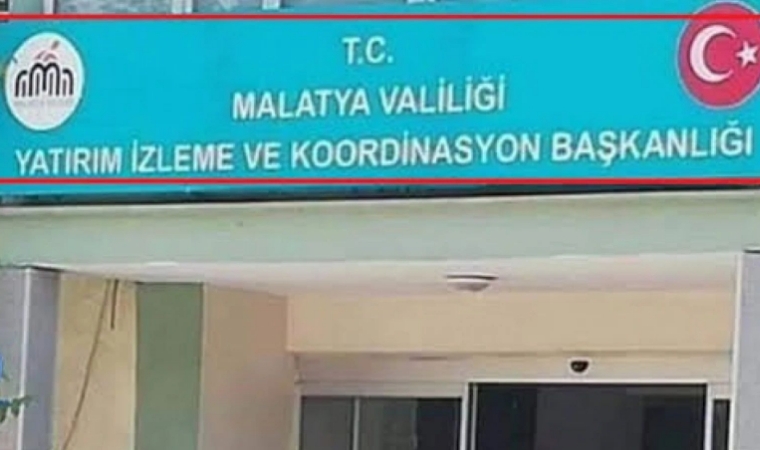 T.C.
MALATYA VALİLİĞİ
YATIRIM İZLEME VE KOORDİNASYON BAŞKANLIĞI